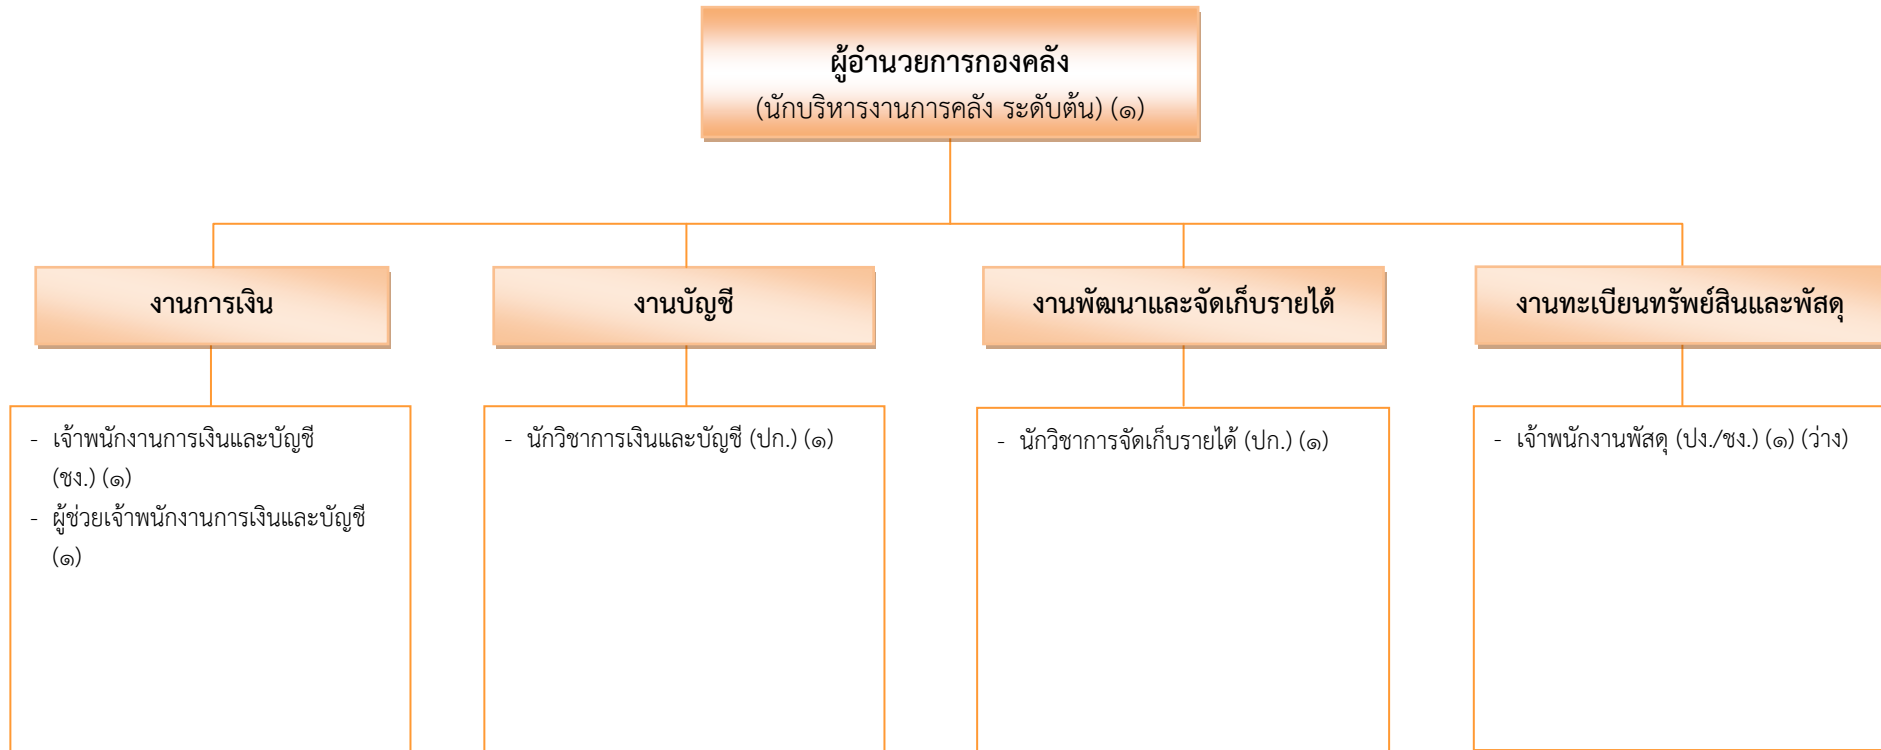 ผู้อำนวยการกองคลัง
(นักบริหารงานการคลัง ระดับต้น) (๑)
งานการเงิน
งานบัญชี
งานพัฒนาและจัดเก็บรายได้
งานทะเบียนทรัพย์สินและพัสดุ
- เจ้าพนักงานการเงินและบัญชี
(ชง.) (๑)
- ผู้ช่วยเจ้าพนักงานการเงินและบัญชี
(๑)
- นักวิชาการเงินและบัญชี (ปก.) (๑)
- นักวิชาการจัดเก็บรายได้ (ปก.) (๑)
- เจ้าพนักงานพัสดุ (ปง./ชง.) (๑) (ว่าง)